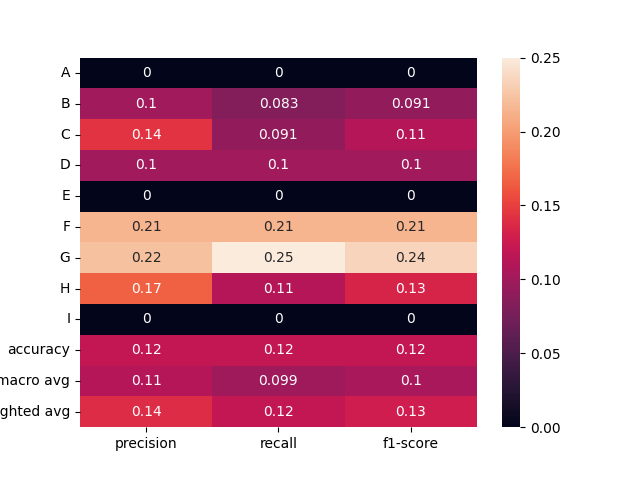 A 0 0 0
B 0.1 0.083 0.091
C 0.14 0.091 0.11
D 0.1 0.1 0.1
E 0 0 0
F 0.21 0.21 0.21
G 0.22 0.25 0.24
H 0.17 0.11 0.13
I 0 0 0
accuracy 0.12 0.12 0.12
macro avg 0.11 0.099 0.1
ghted avg 0.14 0.12 0.13
precision recall f1-score
0.25
0.20
0.15
0.10
0.05
0.00